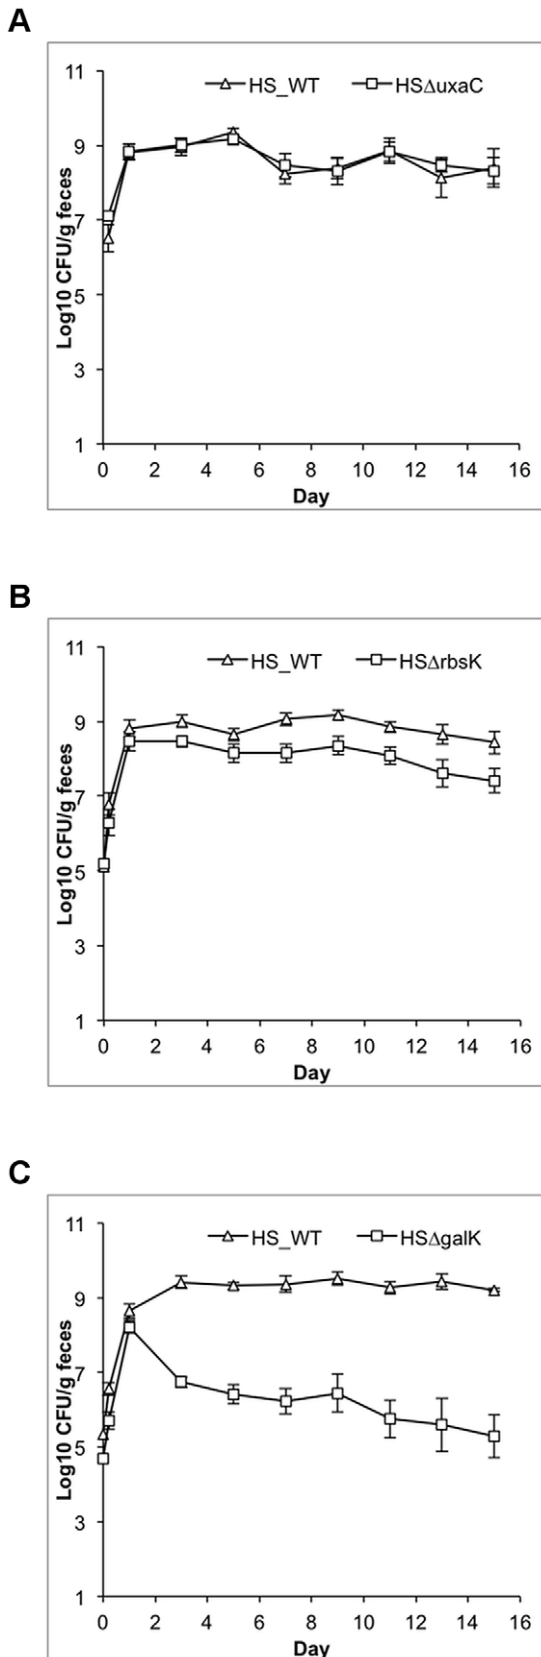 A
11
HS_WT HSΔuxaC
9
7
5
3
1
Log10 CFU/g feces
0 2 4 6 8 10 12 14 16
Day
B
11
HS_WT HSΔrbsK
9
7
5
3
1
Log10 CFU/g feces
0 2 4 6 8 10 12 14 16
Day
C
11
HS_WT HSΔgalK
9
7
5
3
1
Log10 CFU/g feces
0 2 4 6 8 10 12 14 16
Day